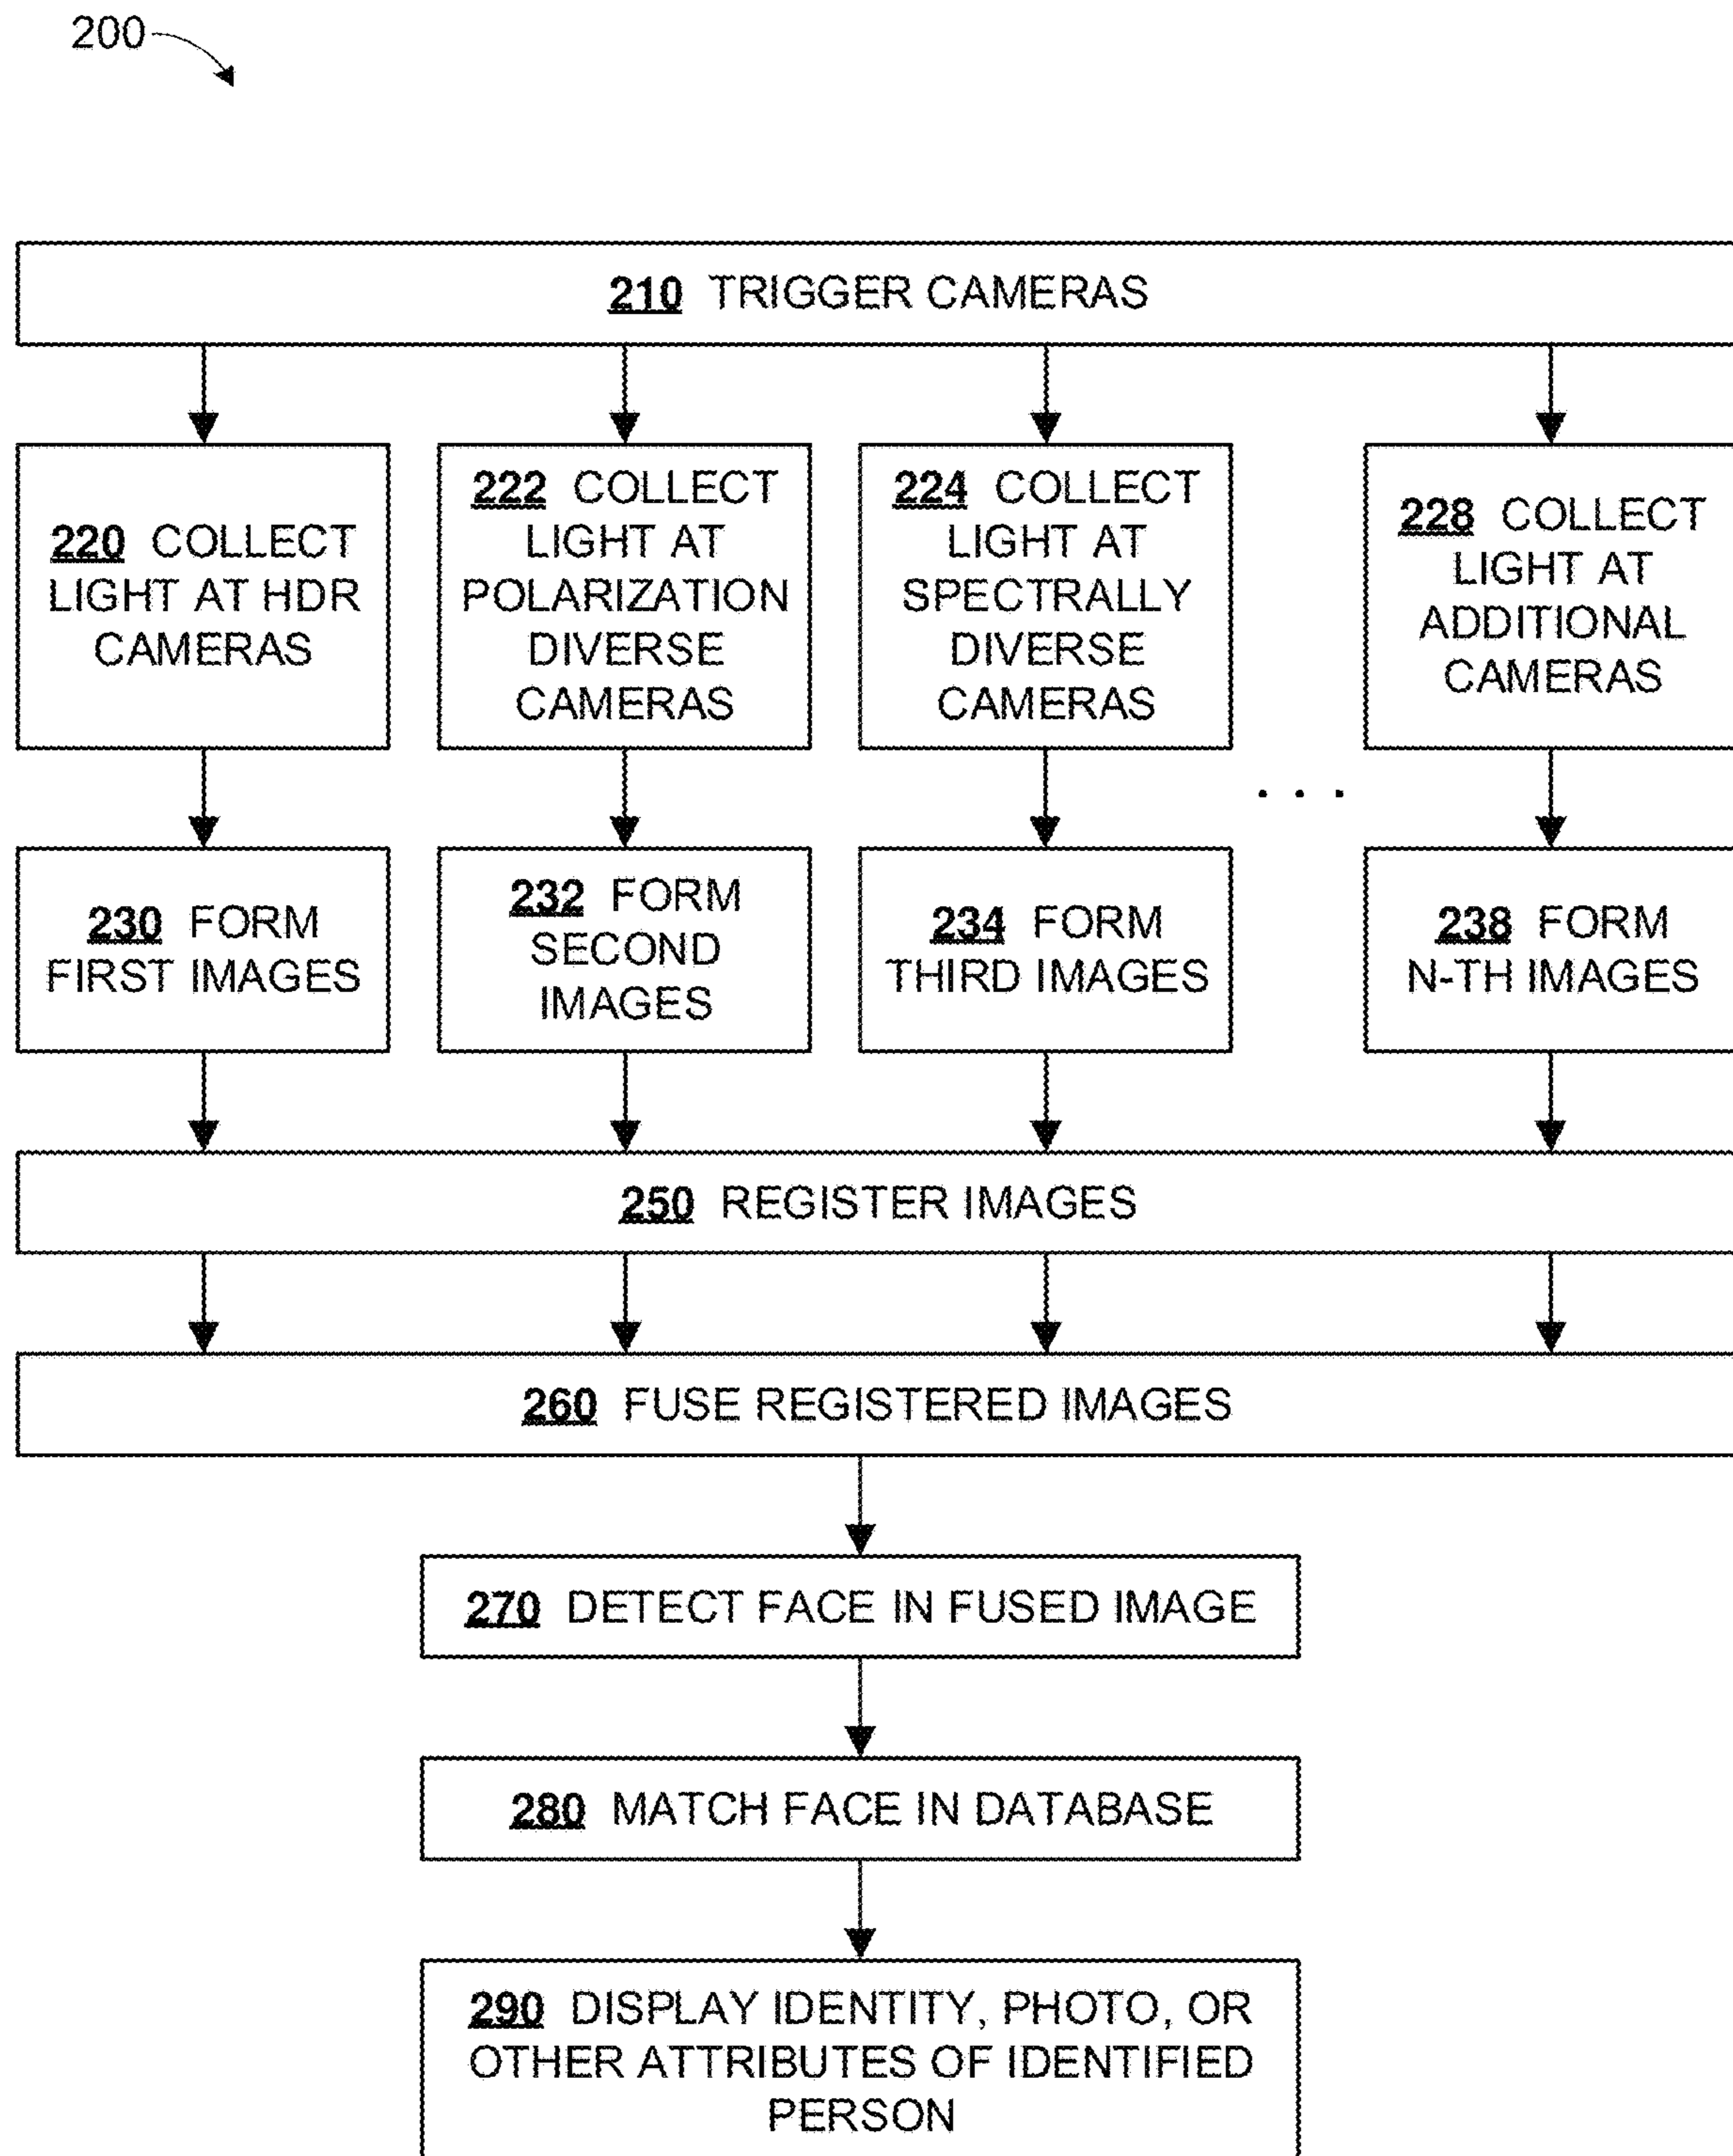 200
210 TRIGGER CAMERAS
220 COLLECT
LIGHT AT HDR
CAMERAS
222 COLLECT
LIGHT AT
POLARIZATION
DIVERSE
CAMERAS
224 COLLECT
LIGHT AT
SPECTRALLY
DIVERSE
CAMERAS
228 COLLECT
LIGHT AT
ADDITIONAL
CAMERAS
. . .
230 FORM
FIRST IMAGES
232 FORM
SECOND
IMAGES
234 FORM
THIRD IMAGES
238 FORM
N-TH IMAGES
250 REGISTER IMAGES
260 FUSE REGISTERED IMAGES
270 DETECT FACE IN FUSED IMAGE
280 MATCH FACE IN DATABASE
290 DISPLAY IDENTITY, PHOTO, OR
OTHER ATTRIBUTES OF IDENTIFIED
PERSON